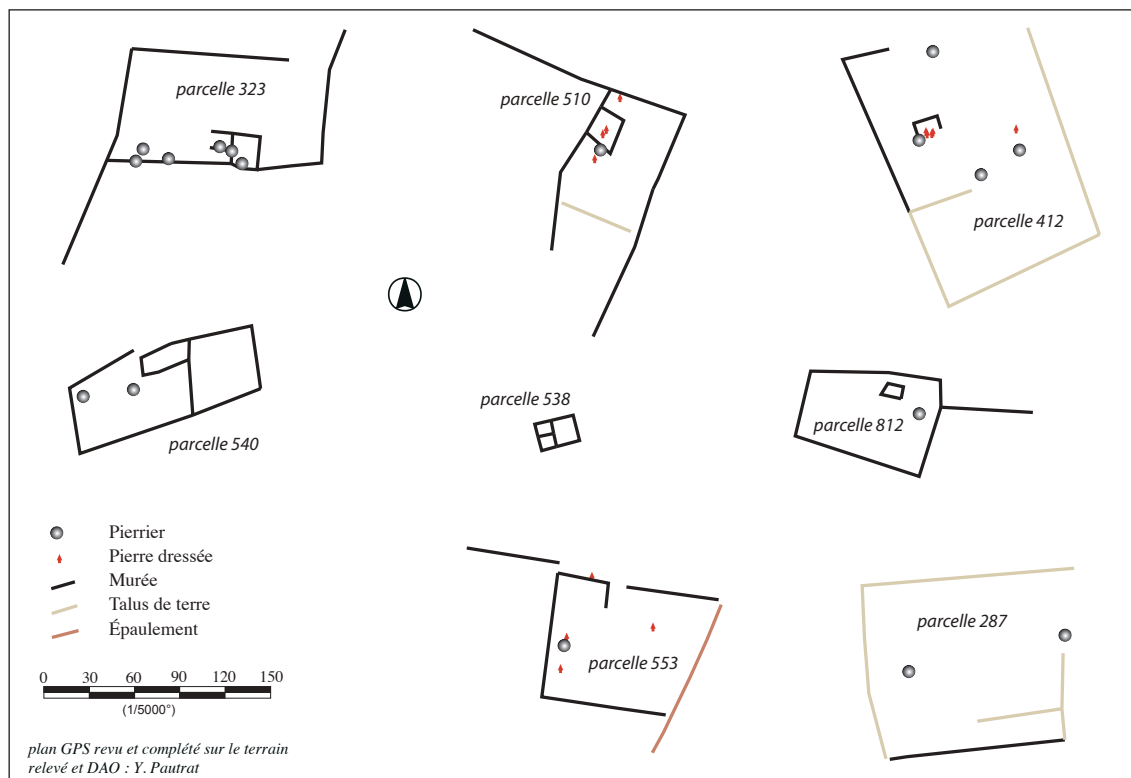 parcelle 323
parcelle 510
parcelle 412
parcelle 540
parcelle 538
parcelle 812
Pierrier
Pierre dressée
Murée
Talus de terre
Épaulement
parcelle 553
parcelle 287
0 30 60 90 120 150
(1/5000°)
plan GPS revu et complété sur le terrain
relevé et DAO : Y. Pautrat